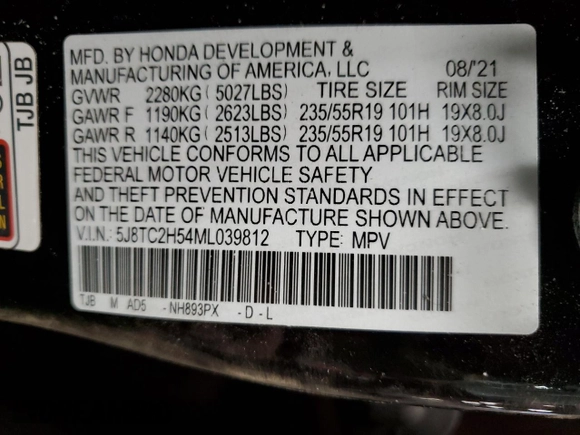 MFD. BY HONDA DEVELOPMENT &
MANUFACTURING OF AMERICA, LLC 08/'21
GVWR 2280KG (5027LBS) TIRE SIZE RIM SIZE
GAWR F 1190KG (2623LBS) 235/55R19 101H 19X8.0J
GAWR R 1140KG (2513LBS) 235/55R19 101H 19X8.0J
THIS VEHICLE CONFORMS TO ALL APPLICABLE
FEDERAL MOTOR VEHICLE SAFETY
AND THEFT PREVENTION STANDARDS IN EFFECT
ON THE DATE OF MANUFACTURE SHOWN ABOVE.
V.I.N.: 5J8TC2H54ML039812 TYPE: MPV
TJB M AD5 -NH893PX -D-L
TJB JB